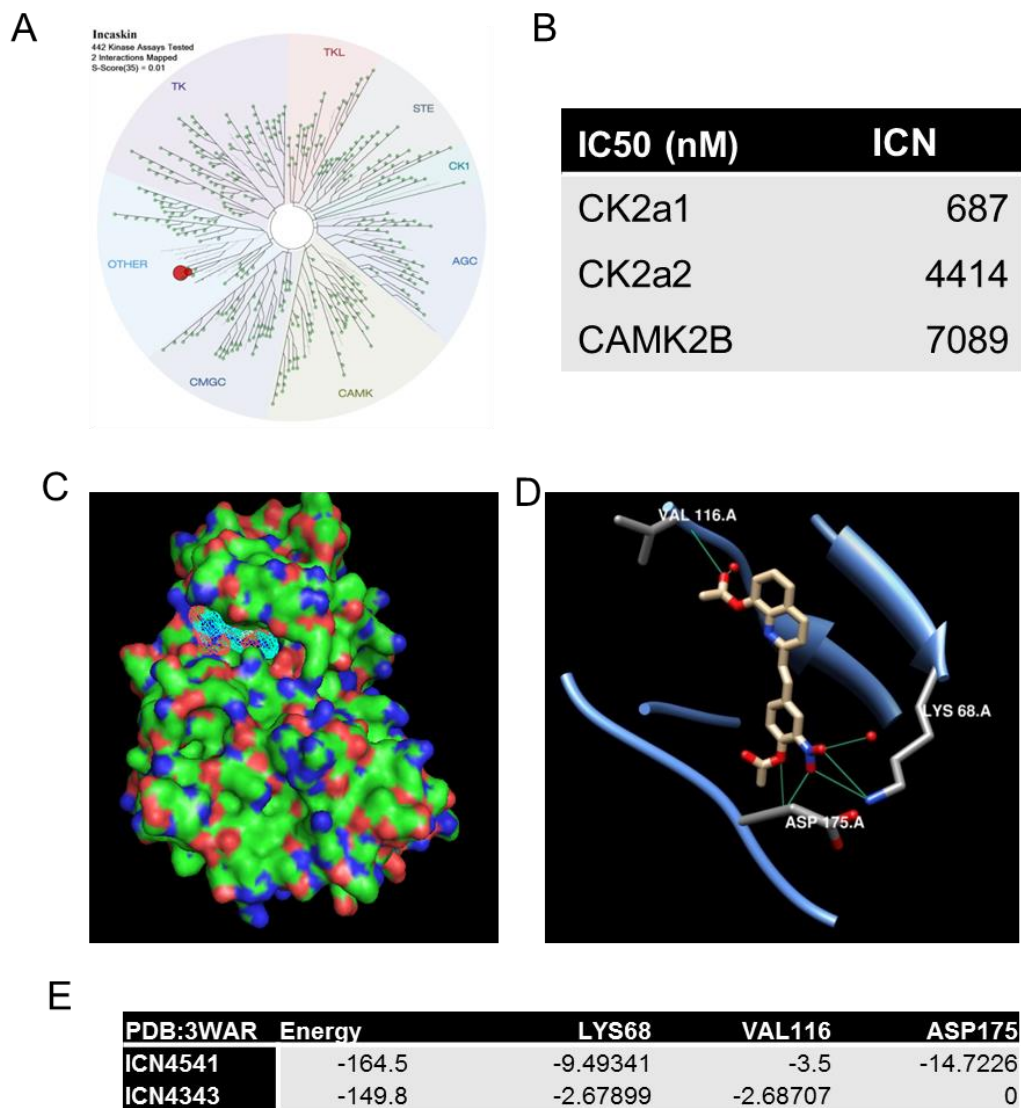 A
Incaskin
442 Kinase Assays Tested
2 Interactions Mapped
S-Score(35) = 0.01
TKL
TK
STE
CK1
OTHER
AGC
CMGC
CAMK
B
IC50 (nM) ICN
CK2a1 687
CK2a2 4414
CAMK2B 7089
C
D
VAL 116.A
LYS 68.A
ASP 175.A
E
PDB:3WAR Energy LYS68 VAL116 ASP175
ICN4541 -164.5 -9.49341 -3.5 -14.7226
ICN4343 -149.8 -2.67899 -2.68707 0